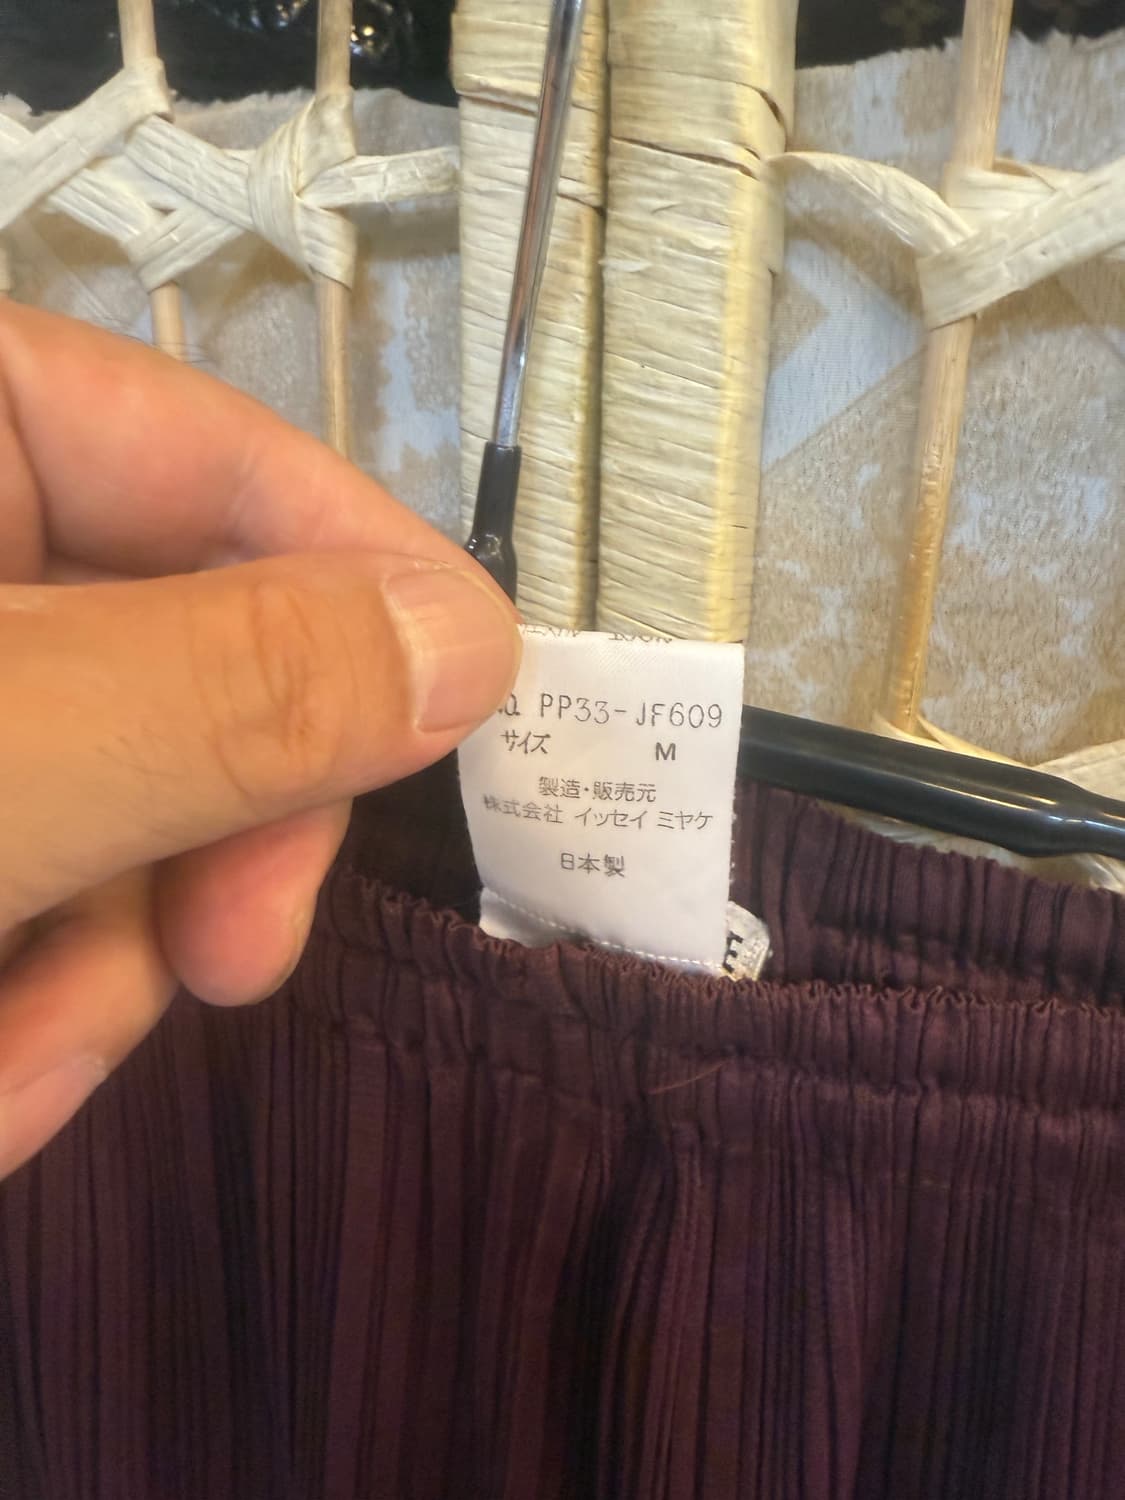 PP33-JF609
サイズ M
製造・販売元
株式会社 イッセイ ミヤケ
日本製
E